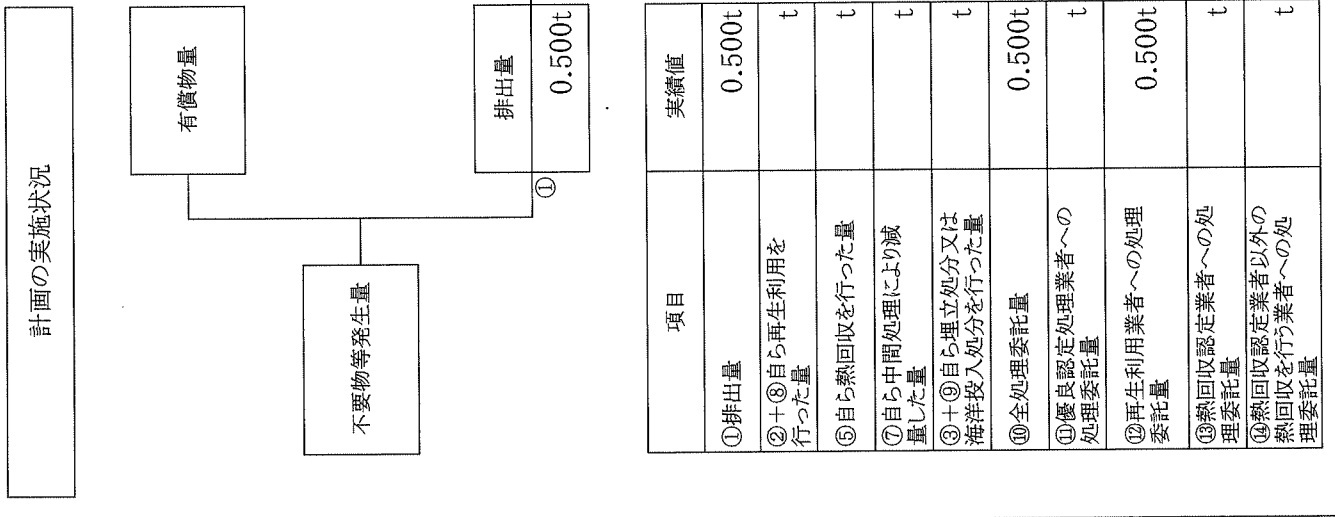 計画の実施状況
不要物等発生量
有償物量
①
排出量
0.500t
項目
実績値
①排出量
0.500t
②+⑧自ら再生利用を
行った量
t
⑤自ら熱回収を行った量
t
⑦自ら中間処理により減
量した量
t
③+⑨自ら埋立処分又は
海洋投入処分を行った量
t
⑩全処理委託量
0.500t
⑪優良認定処理業者への
処理委託量
t
⑫再生利用業者への処理
委託量
0.500t
⑬熱回収認定業者への処
理委託量
t
⑭熱回収認定業者以外の
熱回収を行う業者への処
理委託量
t